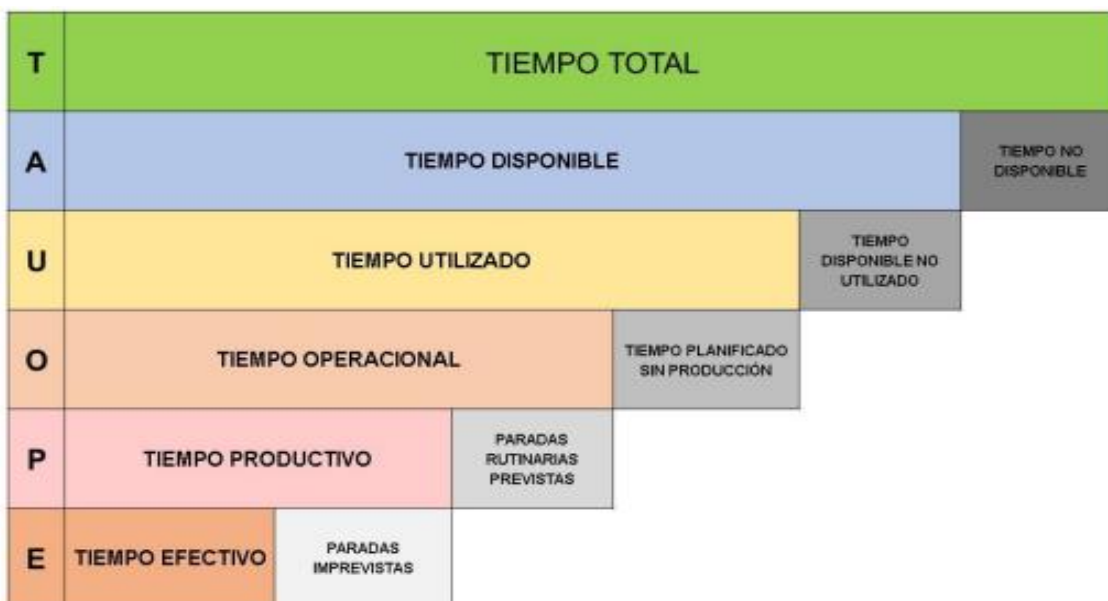 T
TIEMPO TOTAL
A
TIEMPO DISPONIBLE
TIEMPO NO
DISPONIBLE
U
TIEMPO UTILIZADO
TIEMPO
DISPONIBLE NO
UTILIZADO
O
TIEMPO OPERACIONAL
TIEMPO PLANIFICADO
SIN PRODUCCIÓN
P
TIEMPO PRODUCTIVO
PARADAS
RUTINARIAS
PREVISTAS
E
TIEMPO EFECTIVO
PARADAS
IMPREVISTAS